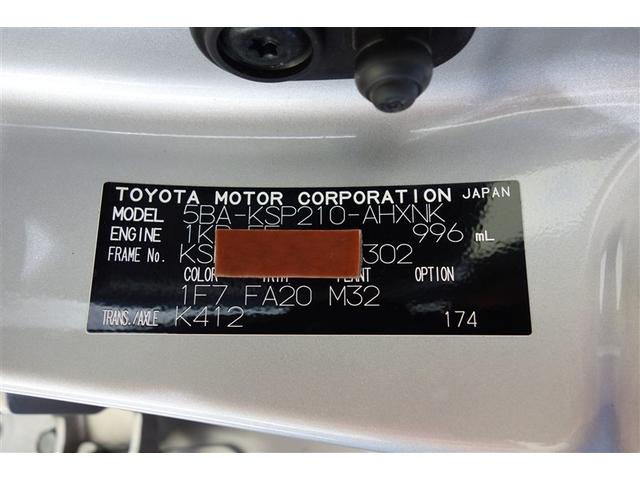 TOYOTA MOTOR CORPORATION JAPAN
MODEL 5BA-KSP210-AHXNK
ENGINE 996 mL
FRAME No. KS 302
COLOR TRIM PLANT OPTION
1F7 FA20 M32
TRANS./AXLE K412 174